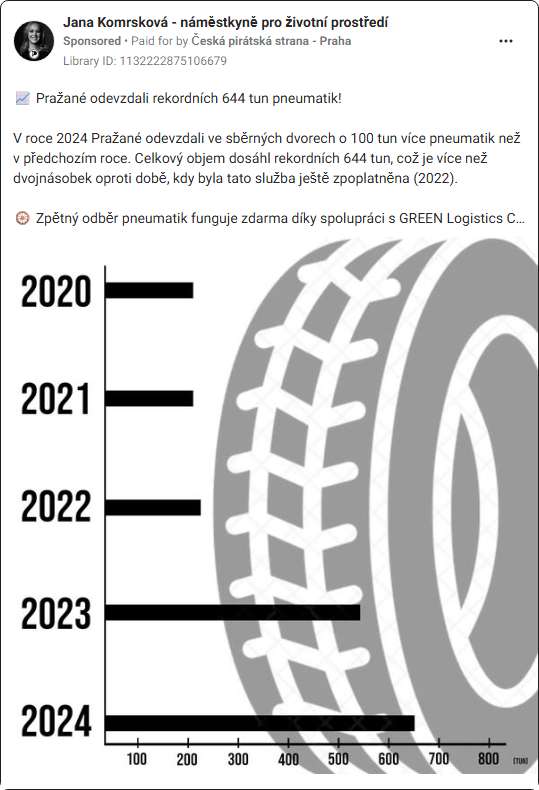 Jana Komrsková - náměstkyně pro životní prostředí
Sponsored • Paid for by Česká pirátská strana - Praha
Library ID: 1132222875106679
📈 Pražané odevzdali rekordních 644 tun pneumatik!
V roce 2024 Pražané odevzdali ve sběrných dvorech o 100 tun více pneumatik než
v předchozím roce. Celkový objem dosáhl rekordních 644 tun, což je více než
dvojnásobek oproti době, kdy byla tato služba ještě zpoplatněna (2022).
🛞 Zpětný odběr pneumatik funguje zdarma díky spolupráci s GREEN Logistics C...
2020
2021
2022
2023
2024
100 200 300 400 500 600 700 800 [TUN]